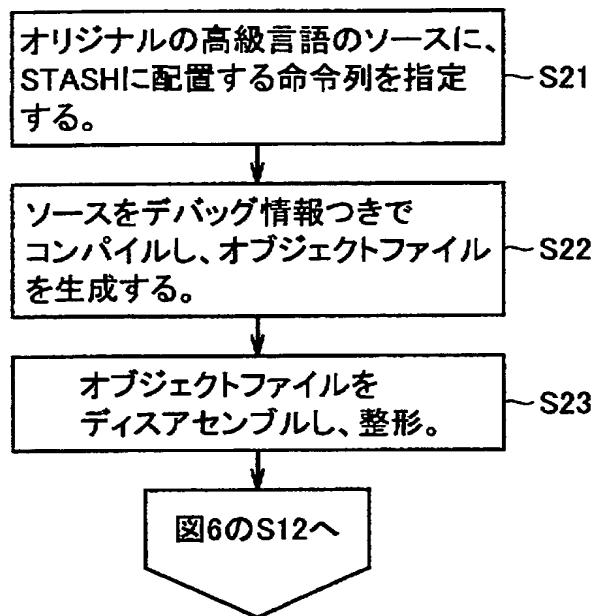 オリジナルの高級言語のソースに、
STASHに配置する命令列を指定
する。
S21
ソースをデバッグ情報つきで
コンパイルし、オブジェクトファイル
を生成する。
S22
オブジェクトファイルを
ディスアセンブルし、整形。
S23
図6のS12へ